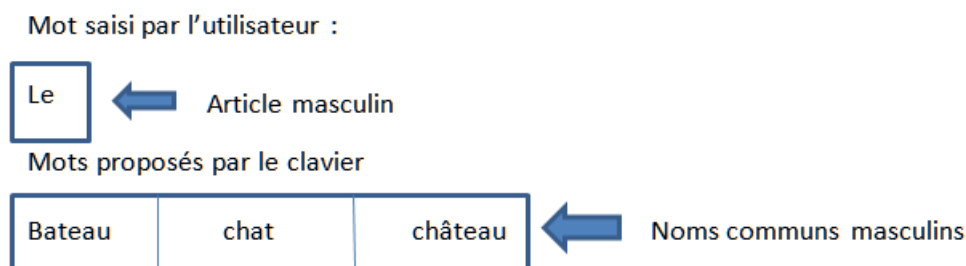 Mot saisi par l'utilisateur :
Le Article masculin
Mots proposés par le clavier
Bateau chat château Noms communs masculins